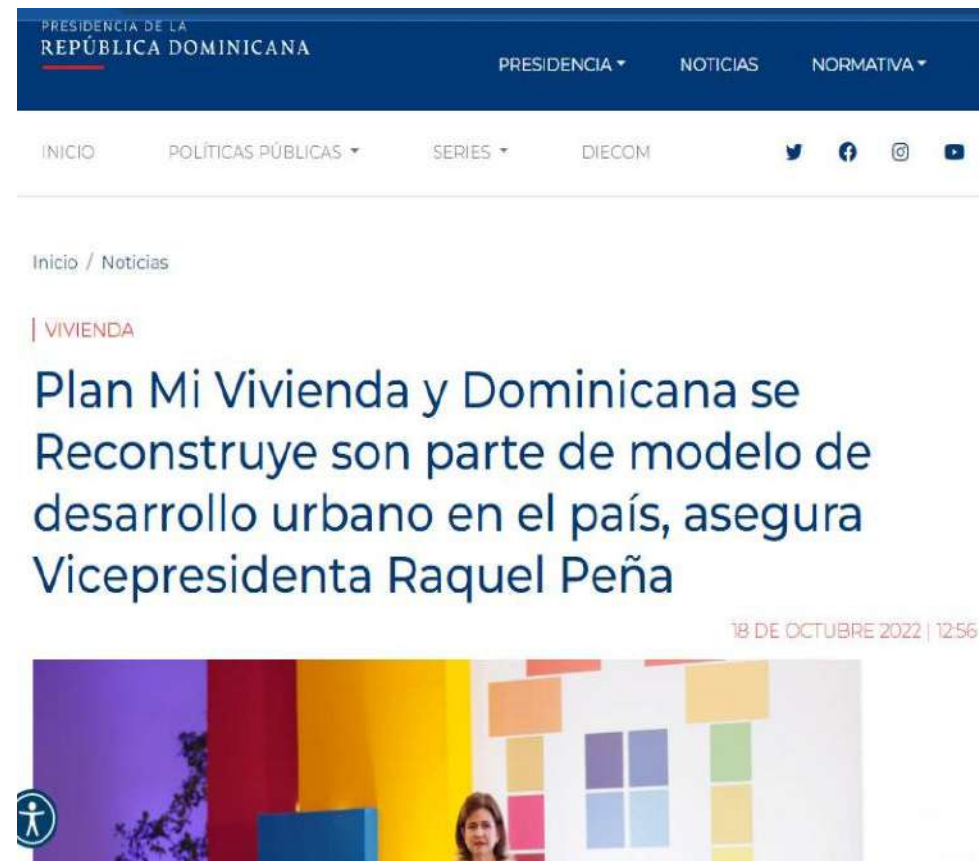 PRESIDENCIA DE LA
REPÚBLICA DOMINICANA
PRESIDENCIA NOTICIAS NORMATIVA
INICIO POLÍTICAS PÚBLICAS SERIES DIECOM
Inicio / Noticias
VIVIENDA
Plan Mi Vivienda y Dominicana se
Reconstruye son parte de modelo de
desarrollo urbano en el país, asegura
Vicepresidenta Raquel Peña
18 DE OCTUBRE 2022 | 12:56